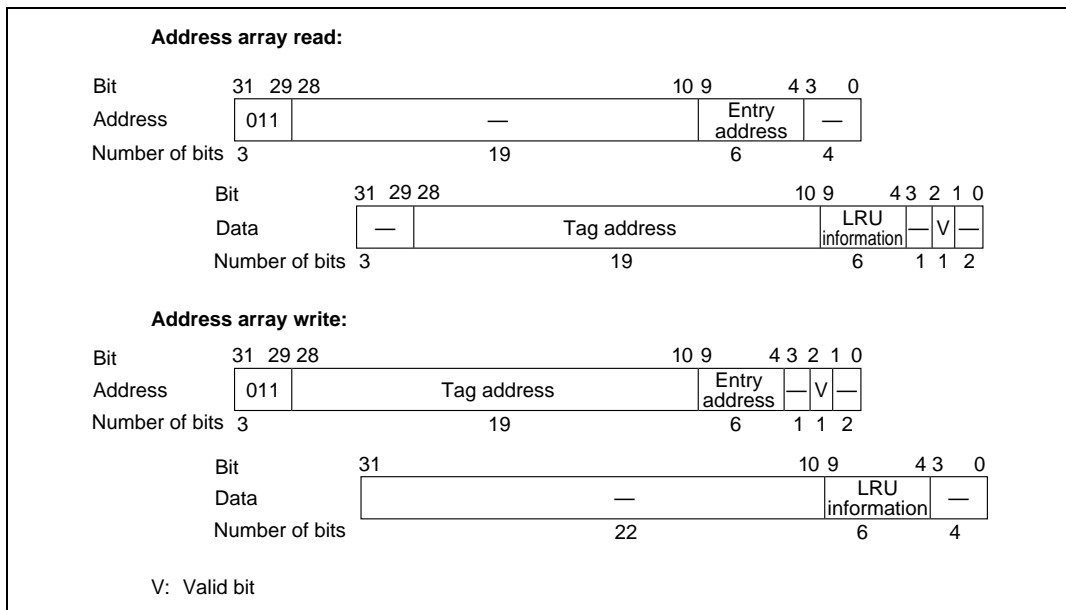 Address array read:
Bit 31 29 28 10 9 4 3 0
Address 011 — Entry address —
Number of bits 3 19 6 4
Bit 31 29 28 10 9 4 3 2 1 0
Data — Tag address LRU information — V —
Number of bits 3 19 6 1 1 2
Address array write:
Bit 31 29 28 10 9 4 3 2 1 0
Address 011 Tag address Entry address — V —
Number of bits 3 19 6 1 1 2
Bit 31 10 9 4 3 0
Data — LRU information —
Number of bits 22 6 4
V: Valid bit